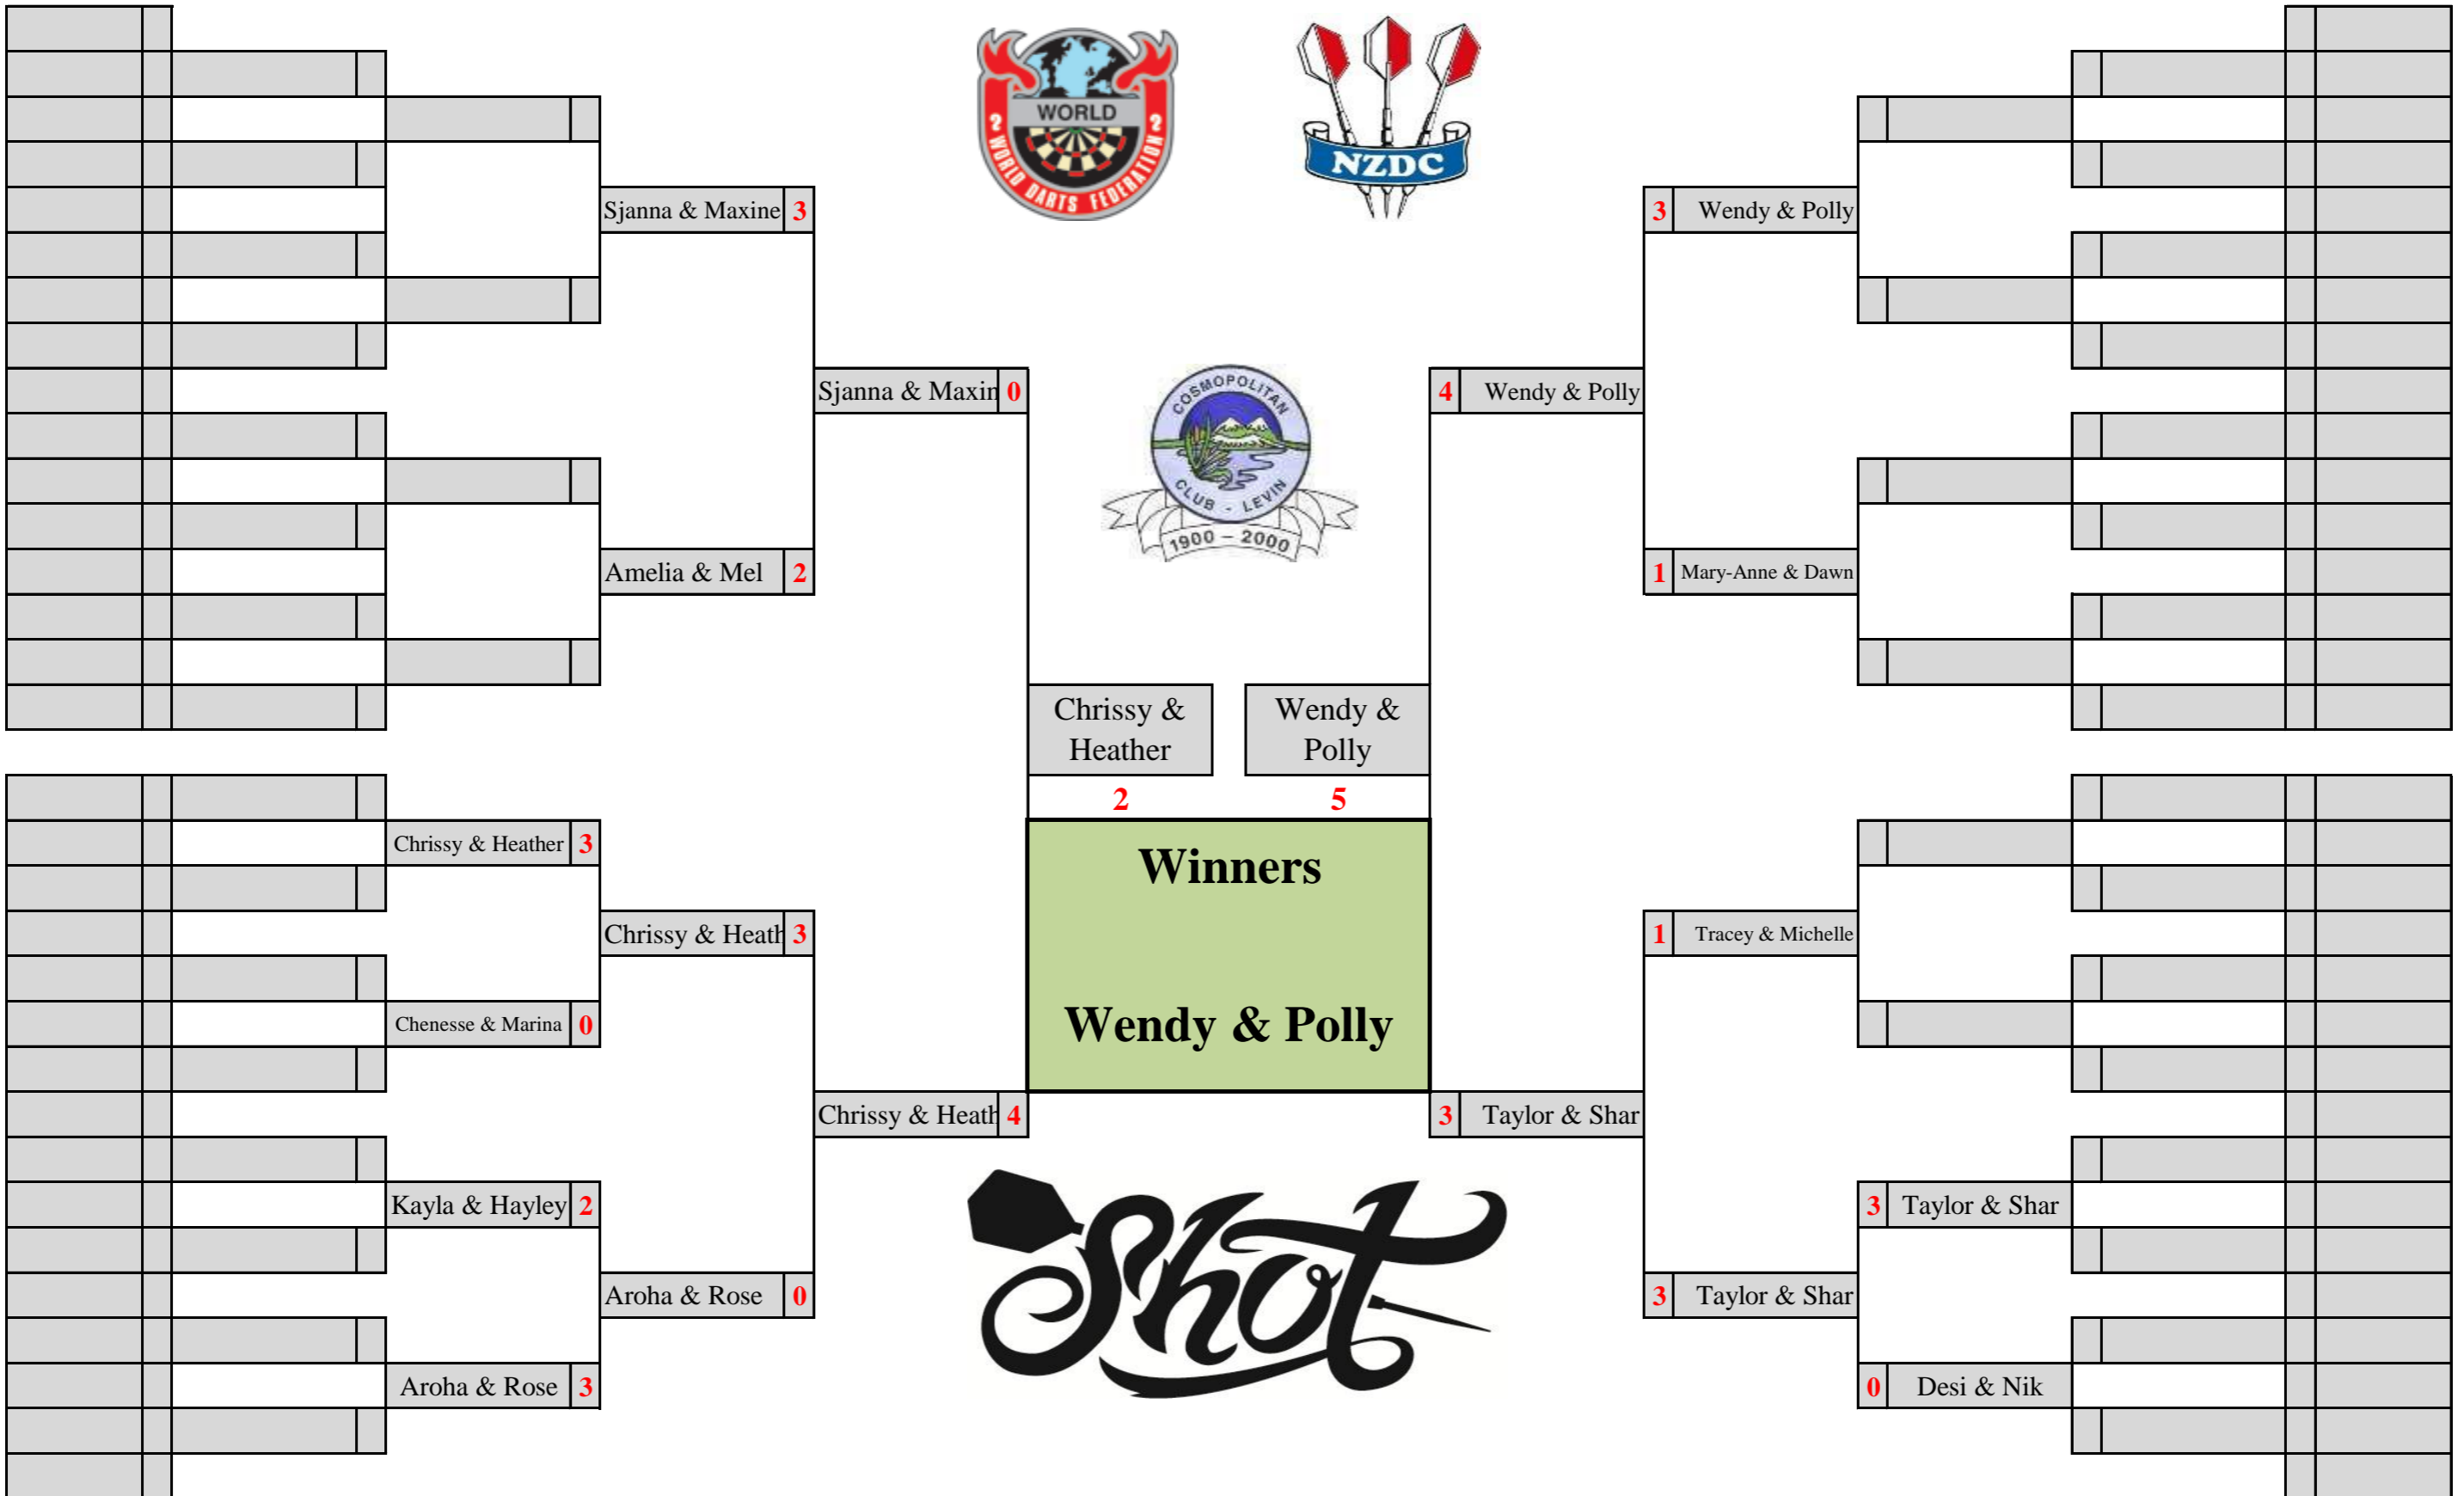 WORLD
2 WORLD DARTS FEDERATION 2
NZDC
Sjanna & Maxine 3
3 Wendy & Polly
Sjanna & Maxin 0
COSMOPOLITAN
CLUB - LEVIN
1900 - 2000
4 Wendy & Polly
Amelia & Mel 2
1 Mary-Anne & Dawn
Chrissy &
Heather
Wendy &
Polly
2
5
Chrissy & Heather 3
Winners
Chrissy & Heath 3
1 Tracey & Michelle
Chenesse & Marina 0
Wendy & Polly
Chrissy & Heath 4
3 Taylor & Shar
Kayla & Hayley 2
3 Taylor & Shar
Shot
Aroha & Rose 0
3 Taylor & Shar
Aroha & Rose 3
0 Desi & Nik